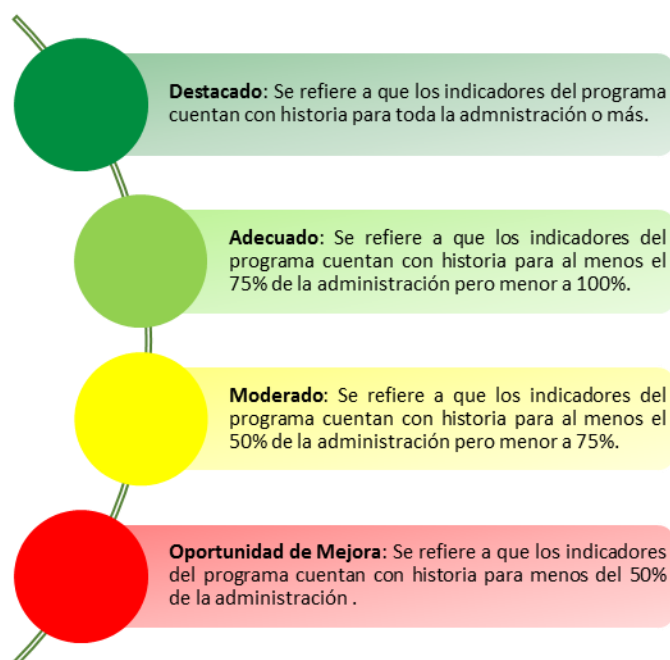 Destacado: Se refiere a que los indicadores del programa
cuentan con historia para toda la admnistración o más.
Adecuado: Se refiere a que los indicadores del
programa cuentan con historia para al menos el
75% de la administración pero menor a 100%.
Moderado: Se refiere a que los indicadores del
programa cuentan con historia para al menos el
50% de la administración pero menor a 75%.
Oportunidad de Mejora: Se refiere a que los indicadores
del programa cuentan con historia para menos del 50%
de la administración .